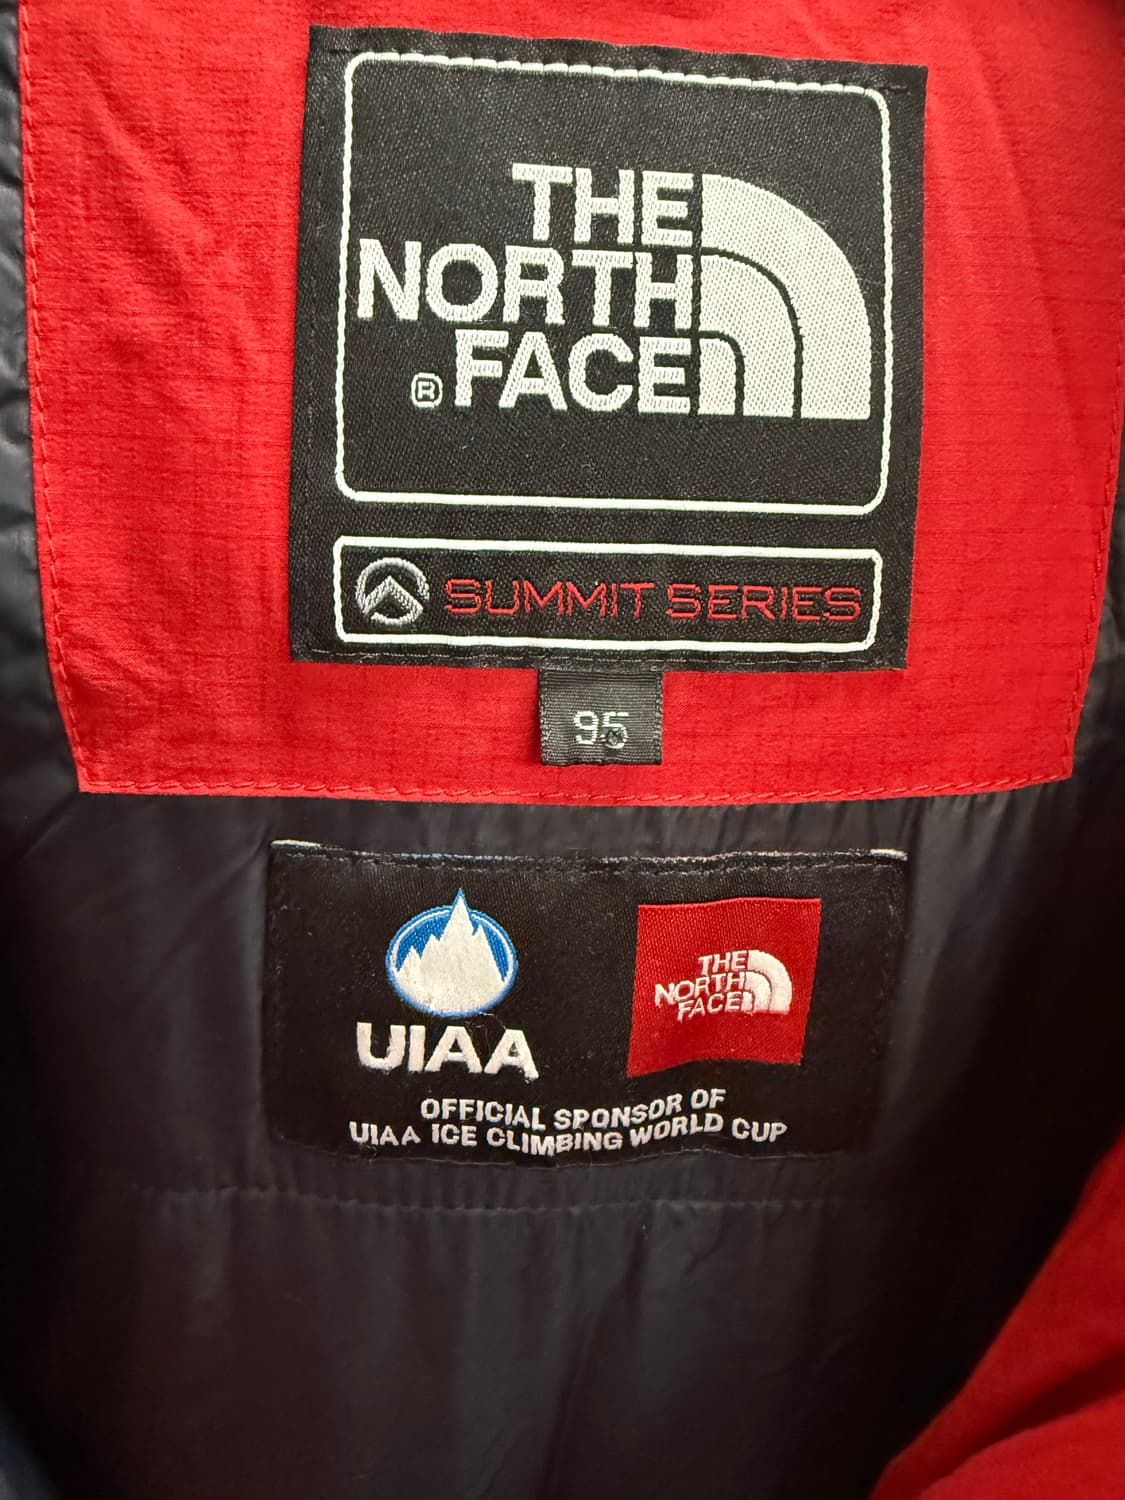 THE
NORTH
® FACE
SUMMIT SERIES
95
UIAA
THE
NORTH
FACE
OFFICIAL SPONSOR OF
UIAA ICE CLIMBING WORLD CUP